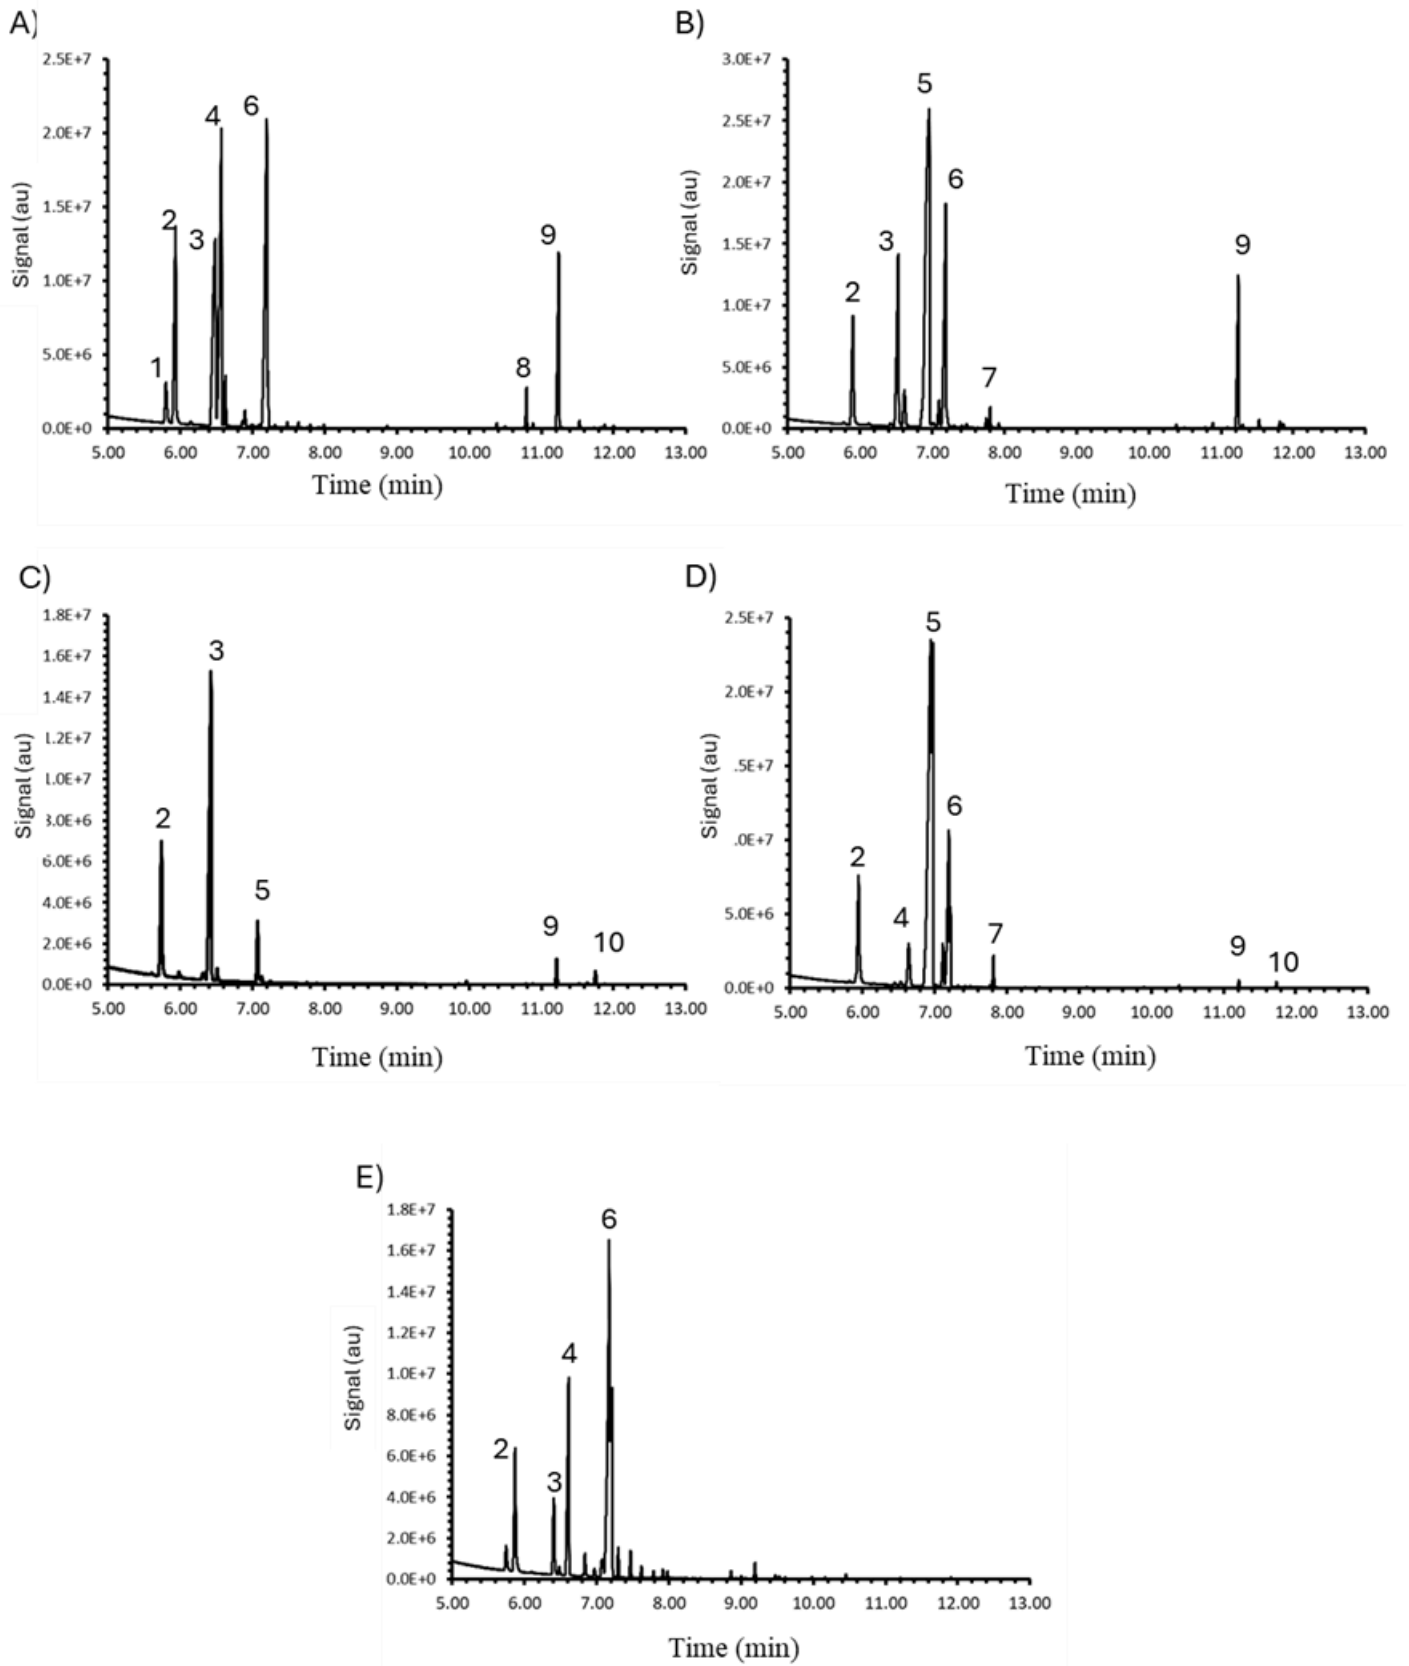 A)
B)
2.5E+7
2.0E+7
1.5E+7
1.0E+7
5.0E+6
0.0E+0
Signal (au)
1
2
3
4
6
8
9
5.00 6.00 7.00 8.00 9.00 10.00 11.00 12.00 13.00
Time (min)
3.0E+7
2.5E+7
2.0E+7
1.5E+7
1.0E+7
5.0E+6
0.0E+0
Signal (au)
2
3
5
6
7
9
5.00 6.00 7.00 8.00 9.00 10.00 11.00 12.00 13.00
Time (min)
C)
D)
1.8E+7
1.6E+7
1.4E+7
1.2E+7
1.0E+7
8.0E+6
6.0E+6
4.0E+6
2.0E+6
0.0E+0
Signal (au)
2
3
5
9
10
5.00 6.00 7.00 8.00 9.00 10.00 11.00 12.00 13.00
Time (min)
2.5E+7
2.0E+7
.5E+7
.0E+7
5.0E+6
0.0E+0
Signal (au)
2
4
5
6
7
9
10
5.00 6.00 7.00 8.00 9.00 10.00 11.00 12.00 13.00
Time (min)
E)
1.8E+7
1.6E+7
1.4E+7
1.2E+7
1.0E+7
8.0E+6
6.0E+6
4.0E+6
2.0E+6
0.0E+0
Signal (au)
2
3
4
6
5.00 6.00 7.00 8.00 9.00 10.00 11.00 12.00 13.00
Time (min)